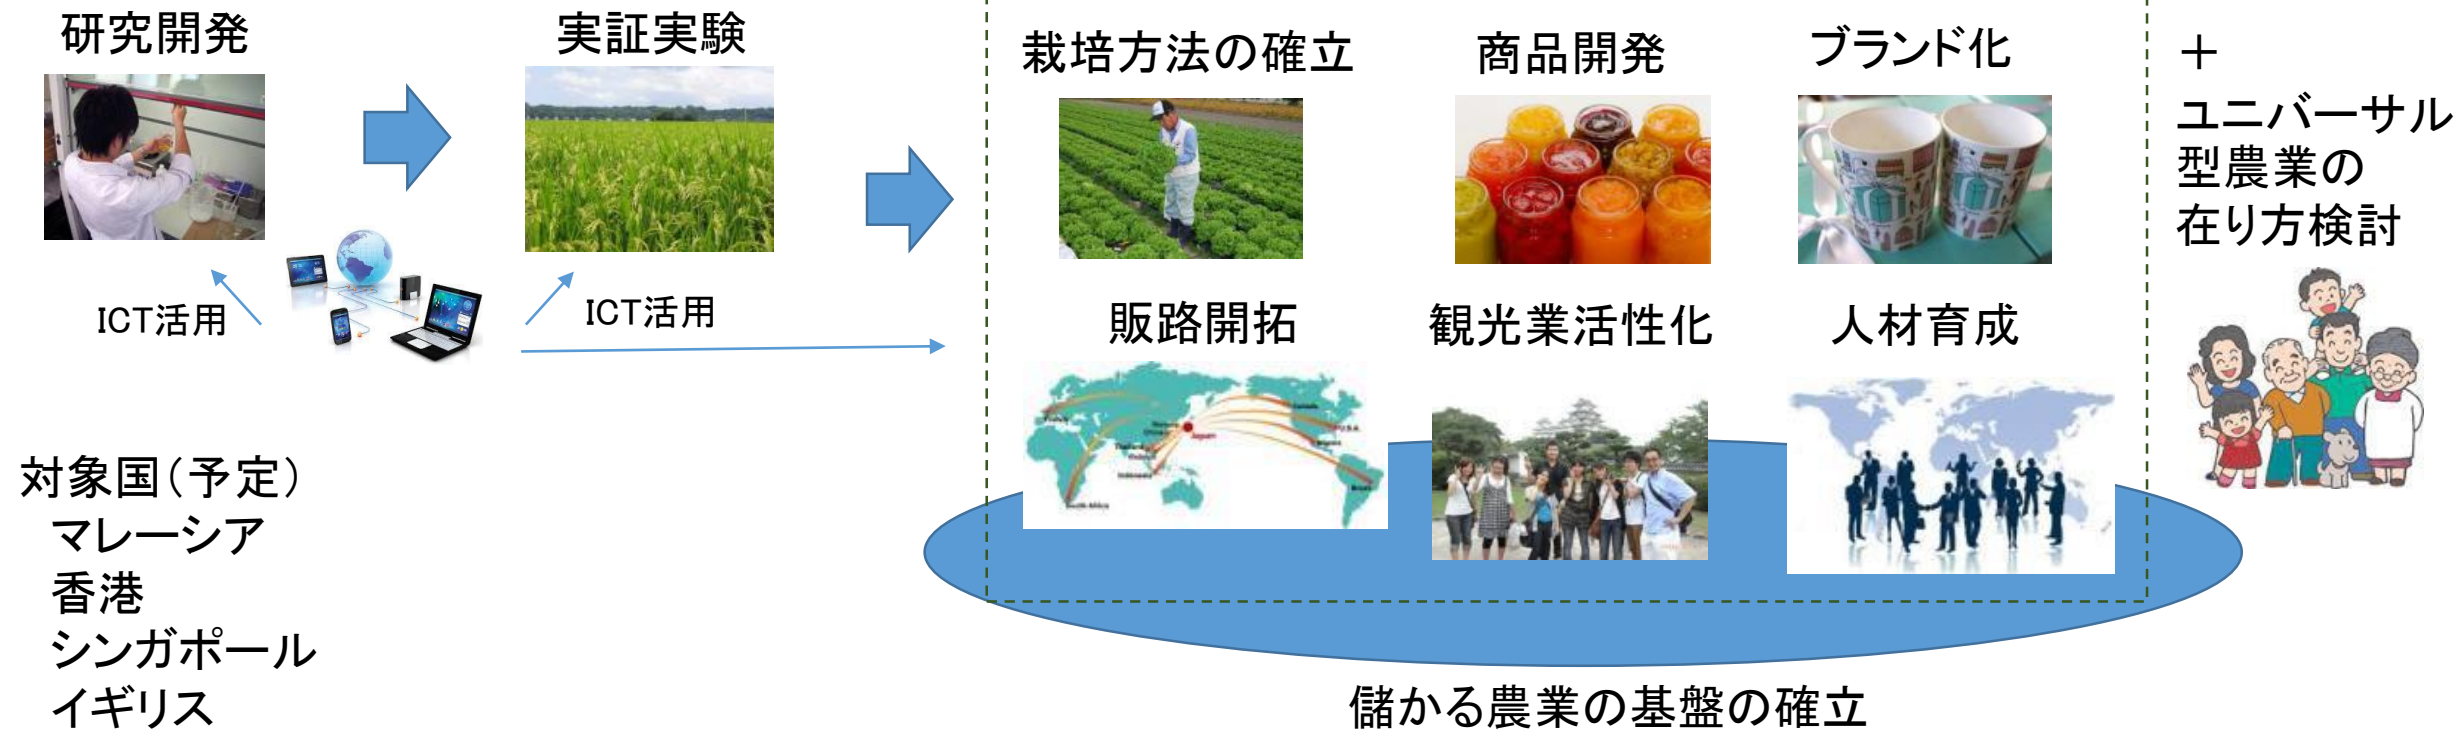 研究開発
実証実験
栽培方法の確立
商品開発
ブランド化
＋
ユニバーサル
型農業の
在り方検討
ICT活用
ICT活用
販路開拓
観光業活性化
人材育成
Japan
対象国（予定）
マレーシア
香港
シンガポール
イギリス
儲かる農業の基盤の確立